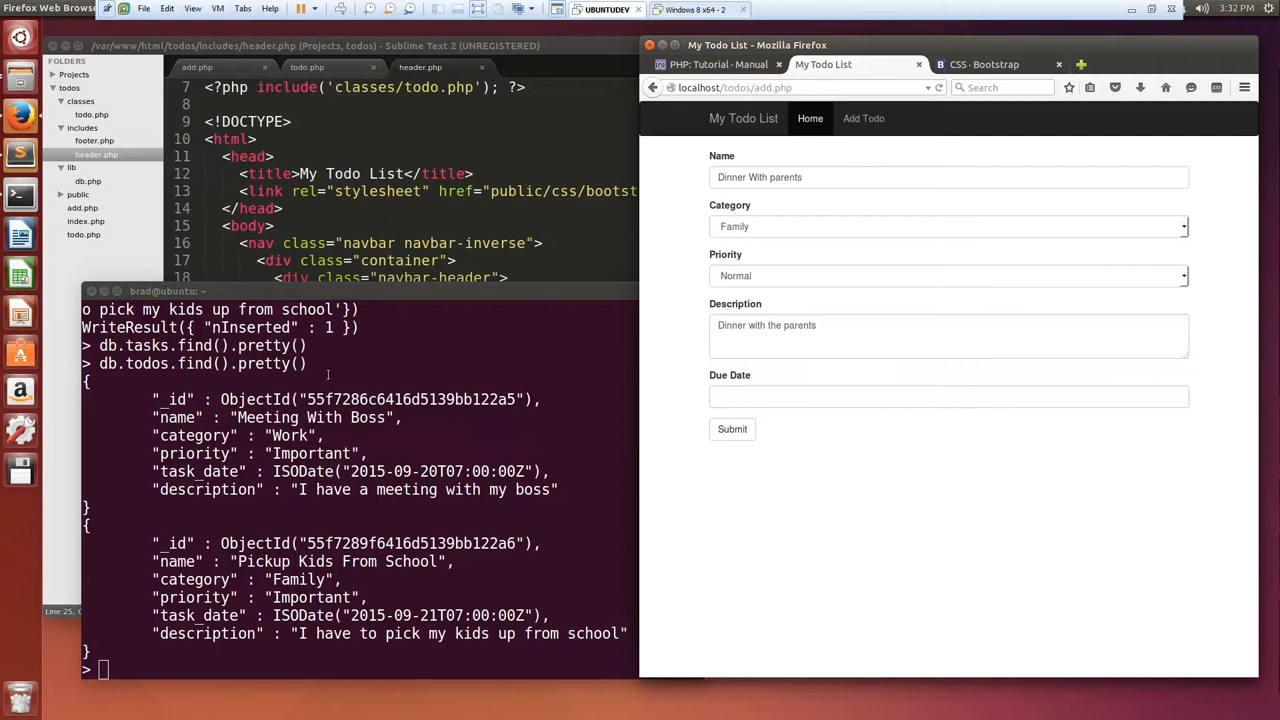 Firefox Web Brows
File Edit View VM Tabs Help
UBUNTUDEV
Windows 8 x64 - 2
3:32 PM
/var/www/html/todos/includes/header.php (Projects, todos) - Sublime Text 2 (UNREGISTERED)
FOLDERS
Projects
todos
classes
todo.php
includes
footer.php
header.php
lib
db.php
public
add.php
index.php
todo.php
add.php
todo.php
header.php
7 <?php include('classes/todo.php'); ?>
8
9 <!DOCTYPE>
10 <html>
11 <head>
12 <title>My Todo List</title>
13 <link rel="stylesheet" href="public/css/bootst
14 </head>
15 <body>
16 <nav class="navbar navbar-inverse">
17 <div class="container">
18 <div class="navbar-header">
Line 25, C
brad@ubuntu: ~
o pick my kids up from school'})
WriteResult({ "nInserted" : 1 })
> db.tasks.find().pretty()
> db.todos.find().pretty()
{
"_id" : ObjectId("55f7286c6416d5139bb122a5"),
"name" : "Meeting With Boss",
"category" : "Work",
"priority" : "Important",
"task_date" : ISODate("2015-09-20T07:00:00Z"),
"description" : "I have a meeting with my boss"
}
{
"_id" : ObjectId("55f7289f6416d5139bb122a6"),
"name" : "Pickup Kids From School",
"category" : "Family",
"priority" : "Important",
"task_date" : ISODate("2015-09-21T07:00:00Z"),
"description" : "I have to pick my kids up from school"
}
>
My Todo List - Mozilla Firefox
PHP: Tutorial - Manual
My Todo List
CSS · Bootstrap
localhost/todos/add.php
Search
My Todo List Home Add Todo
Name
Dinner With parents
Category
Family
Priority
Normal
Description
Dinner with the parents
Due Date
Submit